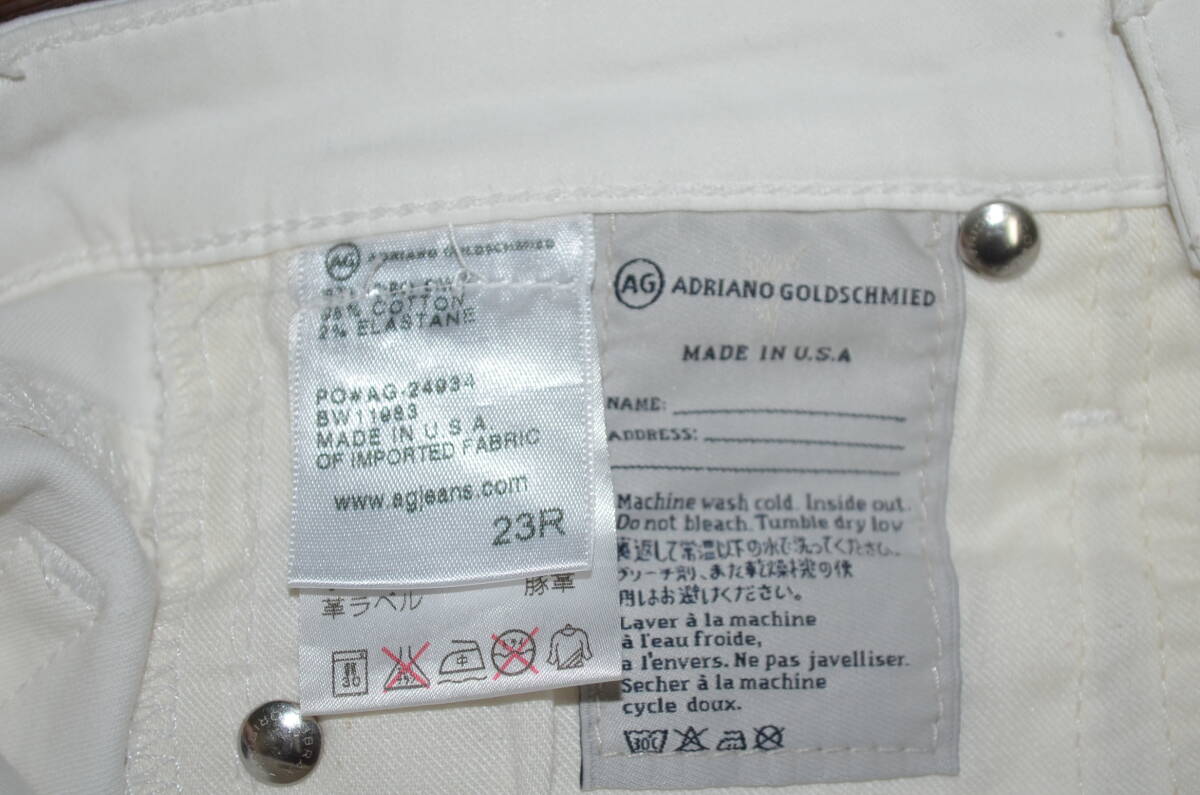 AG ADRIANO GOLDSCHMIED
98% COTTON
2% ELASTANE
PO#AG-24934
BW11983
MADE IN U S A
OF IMPORTED FABRIC
www.agjeans.com
23R
革ラベル 豚革
中
AG ADRIANO GOLDSCHMIED
MADE IN U.S.A
NAME:
ADDRESS:
Machine wash cold. Inside out.
Do not bleach. Tumble dry low
裏返して常温以下の水で洗ってください。
ブリーチ剤、また乾燥機の使
用はお避けください。
Laver à la machine
à l'eau froide,
a l'envers. Ne pas javelliser.
Secher à la machine
cycle doux.
30C